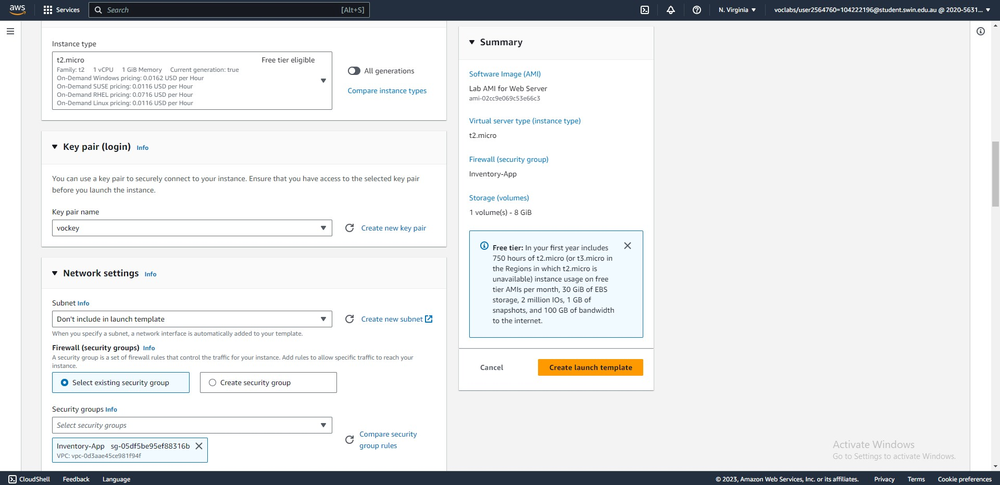 aws
Services
Search
[Alt+S]
N. Virginia
voclabs/user2564760=104222196@student.swin.edu.au @ 2020-5631...
Instance type
t2.micro
Free tier eligible
Family: t2 1 vCPU 1 GiB Memory Current generation: true
On-Demand Windows pricing: 0.0162 USD per Hour
On-Demand SUSE pricing: 0.0116 USD per Hour
On-Demand RHEL pricing: 0.0716 USD per Hour
On-Demand Linux pricing: 0.0116 USD per Hour
All generations
Compare instance types
Key pair (login) Info
You can use a key pair to securely connect to your instance. Ensure that you have access to the selected key pair
before you launch the instance.
Key pair name
vockey
Create new key pair
Network settings Info
Subnet Info
Don't include in launch template
Create new subnet
When you specify a subnet, a network interface is automatically added to your template.
Firewall (security groups) Info
A security group is a set of firewall rules that control the traffic for your instance. Add rules to allow specific traffic to reach your
instance.
Select existing security group
Create security group
Security groups Info
Select security groups
Compare security
group rules
Inventory-App sg-05df5be95ef88316b
VPC: vpc-0d3aae45ce981f94f
Summary
Software Image (AMI)
Lab AMI for Web Server
ami-02cc9e069c53e66c3
Virtual server type (instance type)
t2.micro
Firewall (security group)
Inventory-App
Storage (volumes)
1 volume(s) - 8 GiB
Free tier: In your first year includes
750 hours of t2.micro (or t3.micro in
the Regions in which t2.micro is
unavailable) instance usage on free
tier AMIs per month, 30 GiB of EBS
storage, 2 million IOs, 1 GB of
snapshots, and 100 GB of bandwidth
to the internet.
Cancel
Create launch template
Activate Windows
Go to Settings to activate Windows.
CloudShell
Feedback
Language
© 2023, Amazon Web Services, Inc. or its affiliates.
Privacy
Terms
Cookie preferences